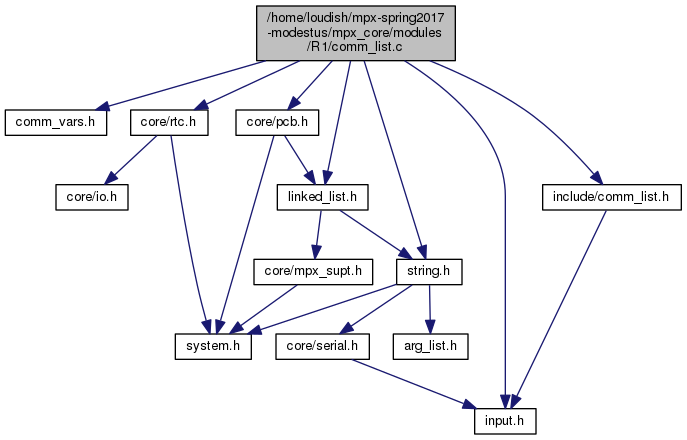 /home/loudish/mpx-spring2017
-modestus/mpx_core/modules
/R1/comm_list.c
comm_vars.h
core/rtc.h
core/pcb.h
core/io.h
linked_list.h
include/comm_list.h
core/mpx_supt.h
string.h
system.h
core/serial.h
arg_list.h
input.h